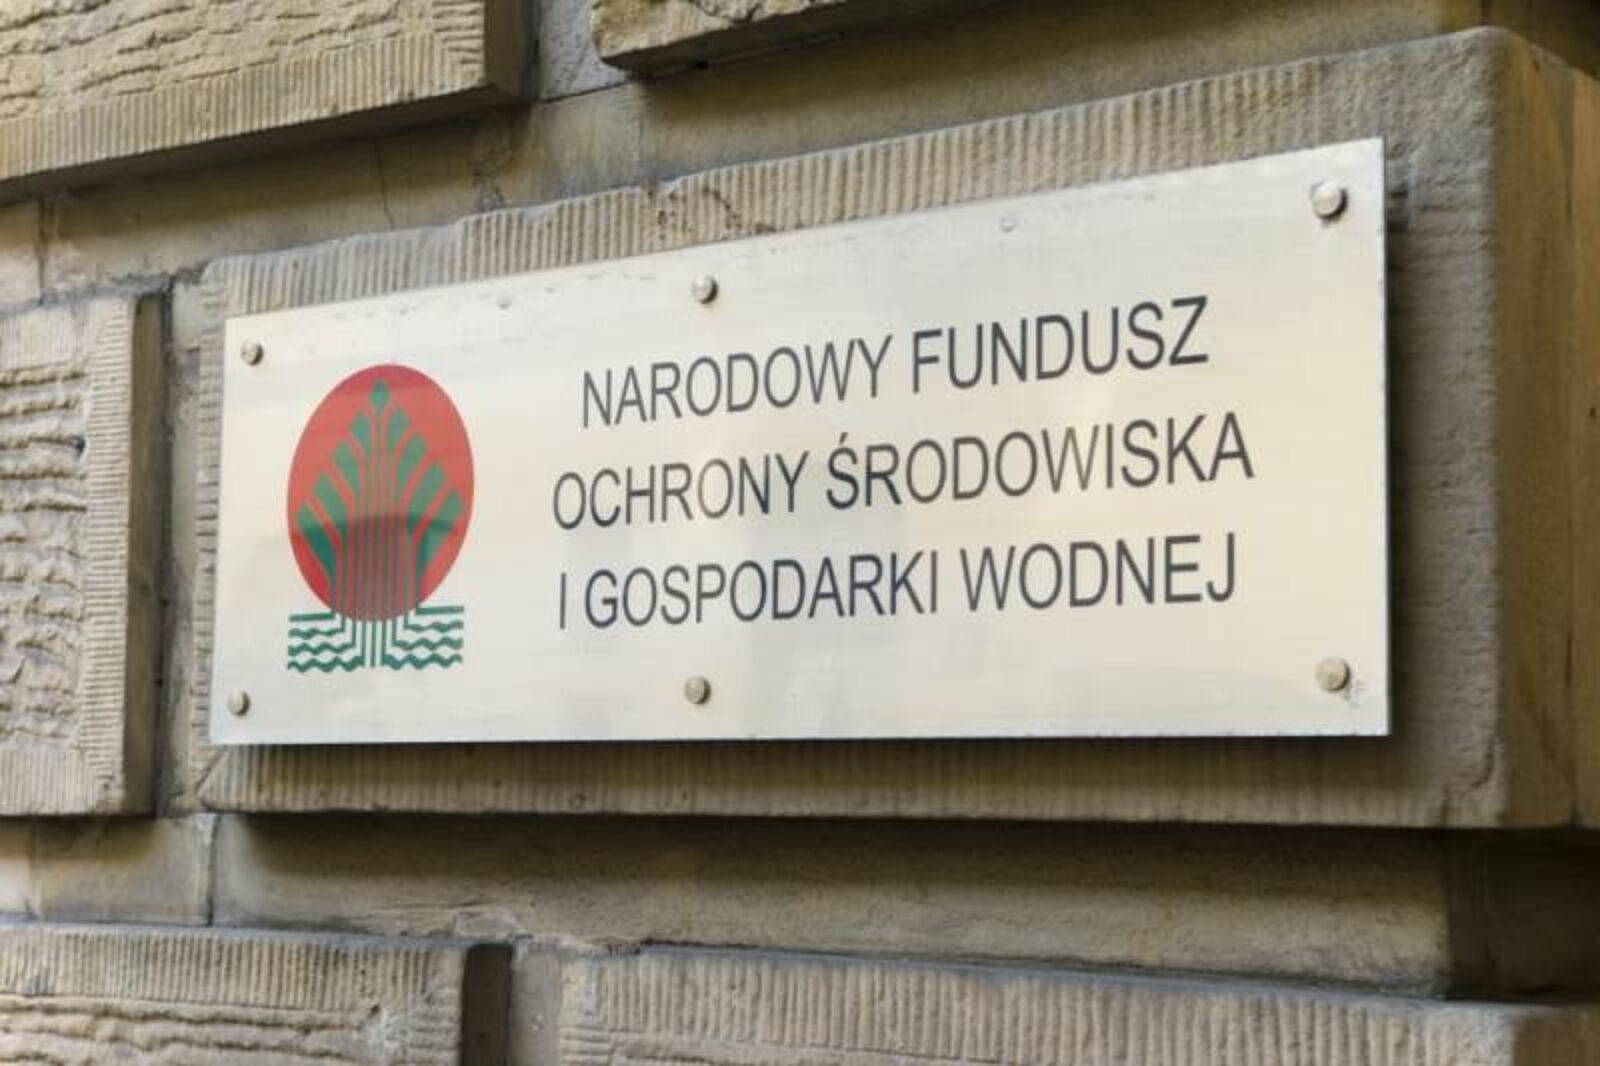 NARODOWY FUNDUSZ
OCHRONY ŚRODOWISKA
I GOSPODARKI WODNEJ